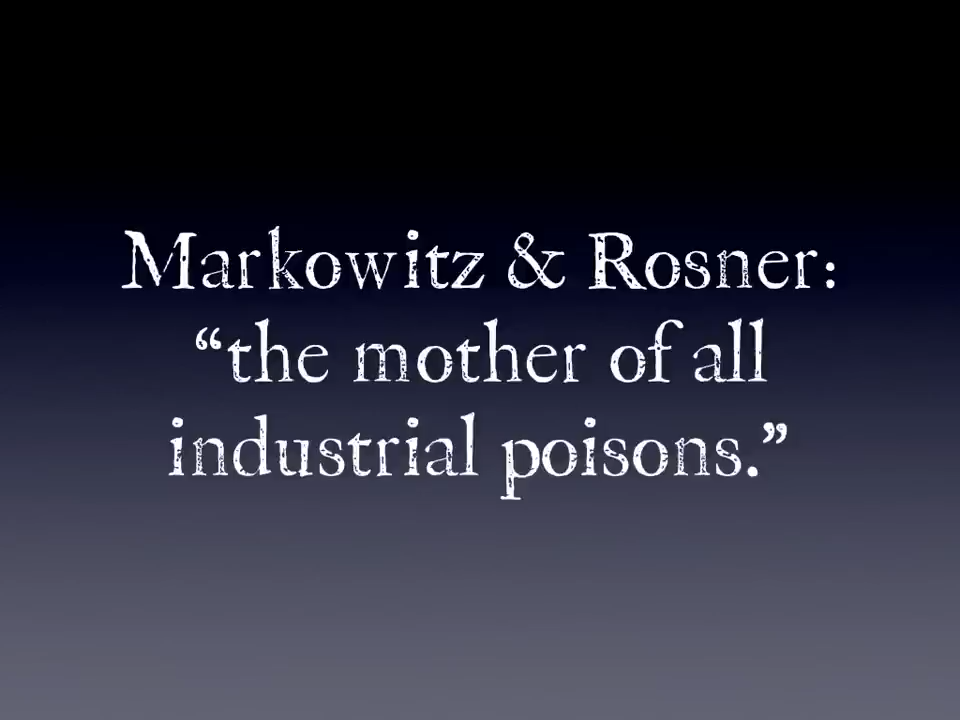 Markowitz & Rosner:
“the mother of all
industrial poisons.”